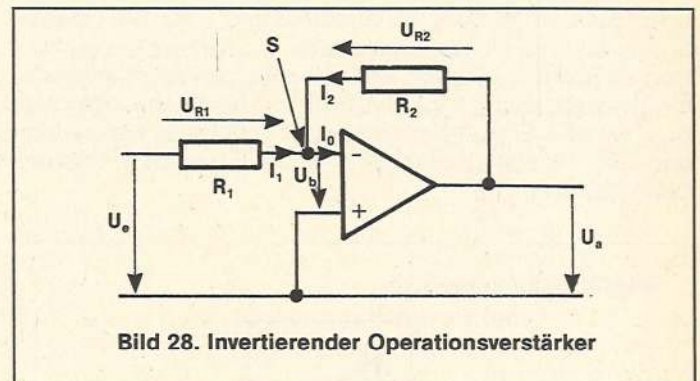 U_R2
S
I_2
R_2
U_R1
I_0
-
I_1
U_b
R_1
+
U_e
U_a
Bild 28. Invertierender Operationsverstärker